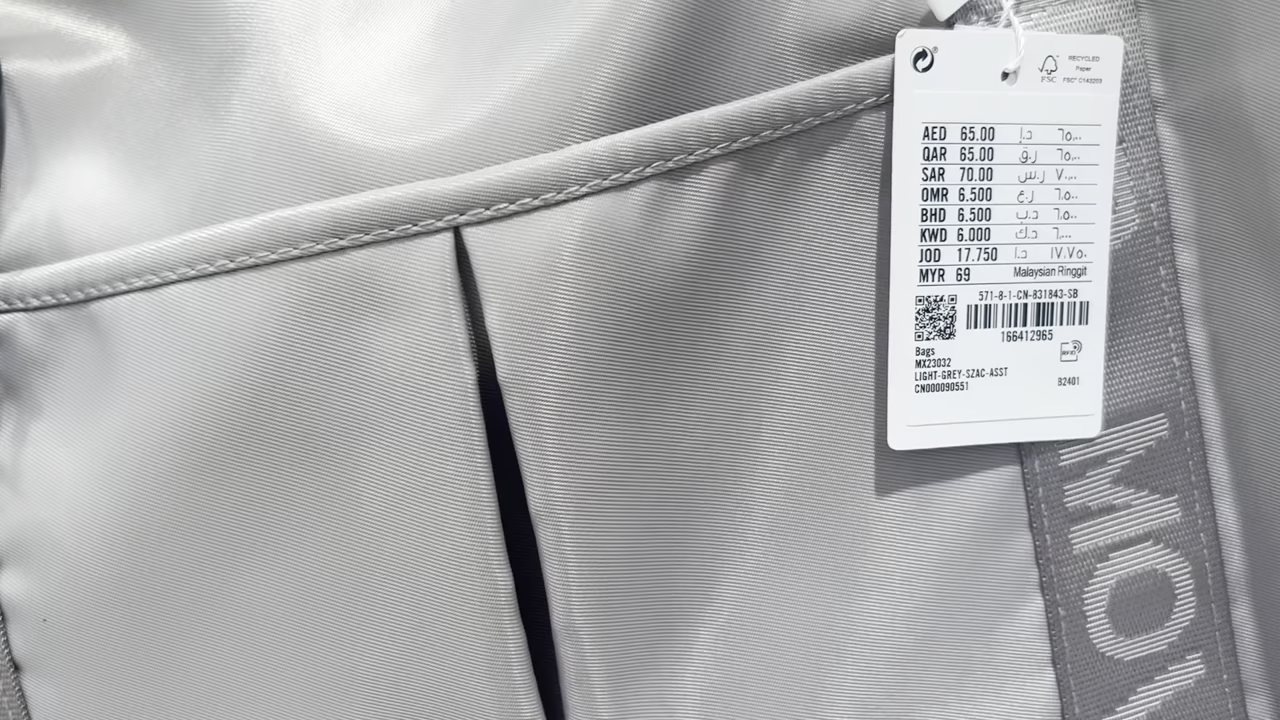 RECYCLED
Paper
FSC® C143203
FSC
AED 65.00 د.إ ٦٥,٠٠
QAR 65.00 ر.ق ٦٥,٠٠
SAR 70.00 ر.س ٧٠,٠٠
OMR 6.500 ر.ع ٦,٥٠٠
BHD 6.500 د.ب ٦,٥٠٠
KWD 6.000 د.ك ٦,٠٠٠
JOD 17.750 د.أ ١٧,٧٥٠
MYR 69 Malaysian Ringgit
571-8-1-CN-831843-SB
166412965
Bags
MX23032
RFID
LIGHT-GREY-SZAC-ASST
CN000090551
B2401
MO